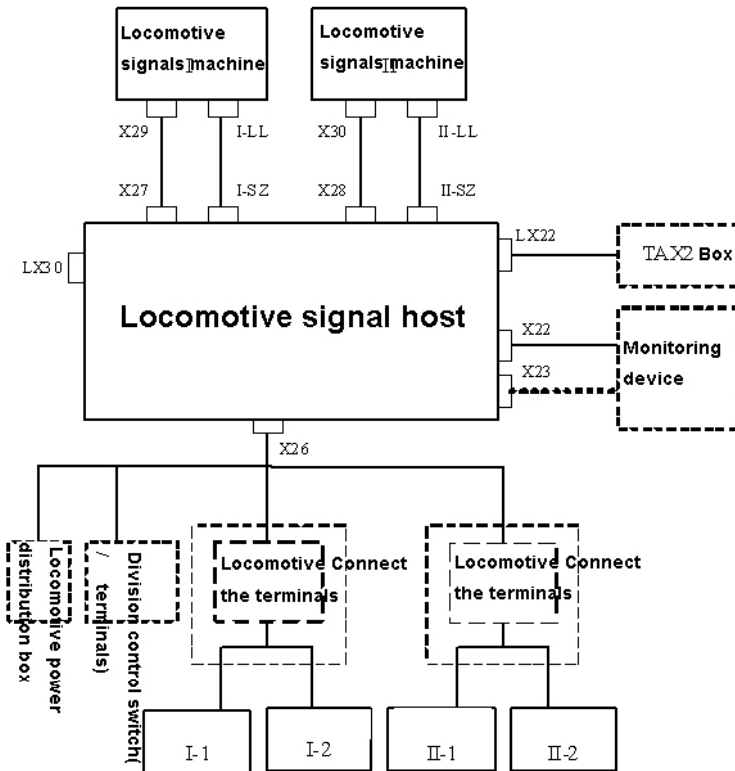 Locomotive
signals I machine
Locomotive
signals II machine
X29
I-LL
X30
II-LL
X27
I-SZ
X28
II-SZ
LX30
Locomotive signal host
LX22
TAX2 Box
X22
Monitoring
device
X23
X26
Locomotive power
distribution box
Division control switch(
/ terminals)
Locomotive Connect
the terminals
Locomotive Connect
the terminals
I-1
I-2
II-1
II-2